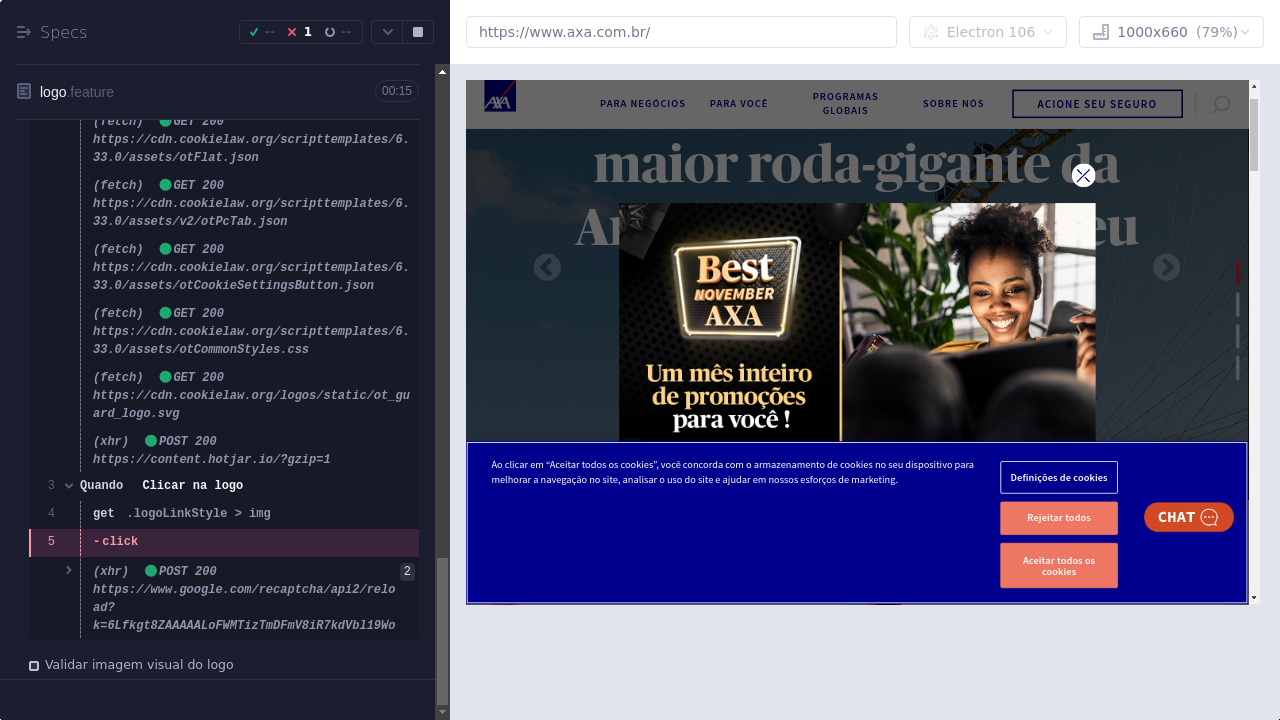 Specs
--
1
--
logo.feature
00:15
(fetch) GET 200
https://cdn.cookielaw.org/scripttemplates/6.
33.0/assets/otFlat.json
(fetch) GET 200
https://cdn.cookielaw.org/scripttemplates/6.
33.0/assets/v2/otPcTab.json
(fetch) GET 200
https://cdn.cookielaw.org/scripttemplates/6.
33.0/assets/otCookieSettingsButton.json
(fetch) GET 200
https://cdn.cookielaw.org/scripttemplates/6.
33.0/assets/otCommonStyles.css
(fetch) GET 200
https://cdn.cookielaw.org/logos/static/ot_gu
ard_logo.svg
(xhr) POST 200
https://content.hotjar.io/?gzip=1
3 Quando Clicar na logo
4 get .logoLinkStyle > img
5 -click
(xhr) POST 200
2
https://www.google.com/recaptcha/api2/relo
ad?
k=6Lfkgt8ZAAAAALoFWMTizTmDFmV8iR7kdVbl19Wo
Validar imagem visual do logo
https://www.axa.com.br/
Electron 106
1000x660 (79%)
AXA
PARA NEGÓCIOS
PARA VOCÊ
PROGRAMAS
GLOBAIS
SOBRE NÓS
ACIONE SEU SEGURO
maior roda-gigante da
Best
NOVEMBER
AXA
Um mês inteiro
de promoções
para você !
Ao clicar em “Aceitar todos os cookies”, você concorda com o armazenamento de cookies no seu dispositivo para
melhorar a navegação no site, analisar o uso do site e ajudar em nossos esforços de marketing.
Definições de cookies
Rejeitar todos
Aceitar todos os
cookies
CHAT